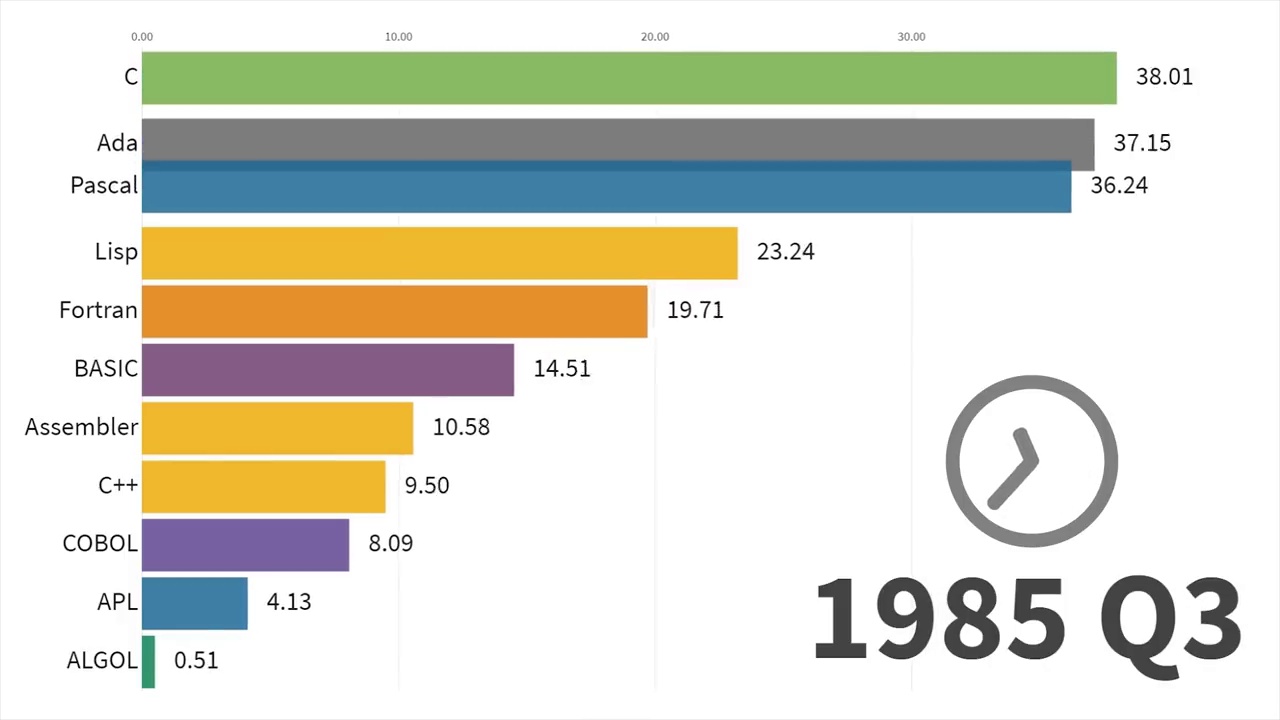 0.00 10.00 20.00 30.00
C 38.01
Ada 37.15
Pascal 36.24
Lisp 23.24
Fortran 19.71
BASIC 14.51
Assembler 10.58
C++ 9.50
COBOL 8.09
APL 4.13
ALGOL 0.51
1985 Q3